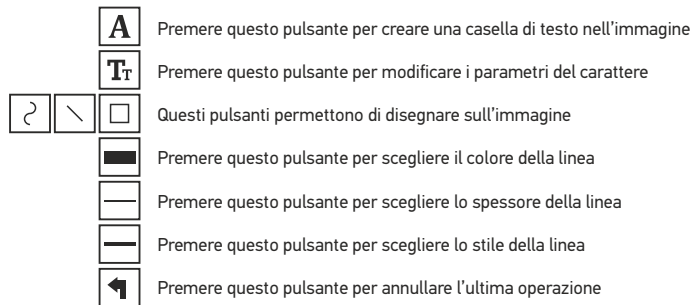 A Premere questo pulsante per creare una casella di testo nell'immagine
TT Premere questo pulsante per modificare i parametri del carattere
Questi pulsanti permettono di disegnare sull'immagine
Premere questo pulsante per scegliere il colore della linea
Premere questo pulsante per scegliere lo spessore della linea
Premere questo pulsante per scegliere lo stile della linea
Premere questo pulsante per annullare l'ultima operazione